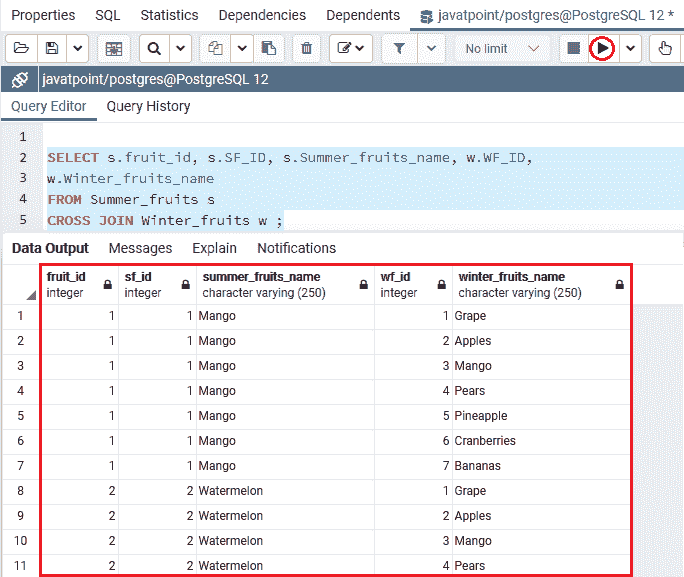 Properties SQL Statistics Dependencies Dependents javatpoint/postgres@PostgreSQL 12 *
No limit
javatpoint/postgres@PostgreSQL 12
Query Editor Query History
1
2 SELECT s.fruit_id, s.SF_ID, s.Summer_fruits_name, w.WF_ID,
3 w.Winter_fruits_name
4 FROM Summer_fruits s
5 CROSS JOIN Winter_fruits w ;
Data Output Messages Explain Notifications
fruit_id sf_id summer_fruits_name wf_id winter_fruits_name
integer integer character varying (250) integer character varying (250)
1 1 1 Mango 1 Grape
2 1 1 Mango 2 Apples
3 1 1 Mango 3 Mango
4 1 1 Mango 4 Pears
5 1 1 Mango 5 Pineapple
6 1 1 Mango 6 Cranberries
7 1 1 Mango 7 Bananas
8 2 2 Watermelon 1 Grape
9 2 2 Watermelon 2 Apples
10 2 2 Watermelon 3 Mango
11 2 2 Watermelon 4 Pears